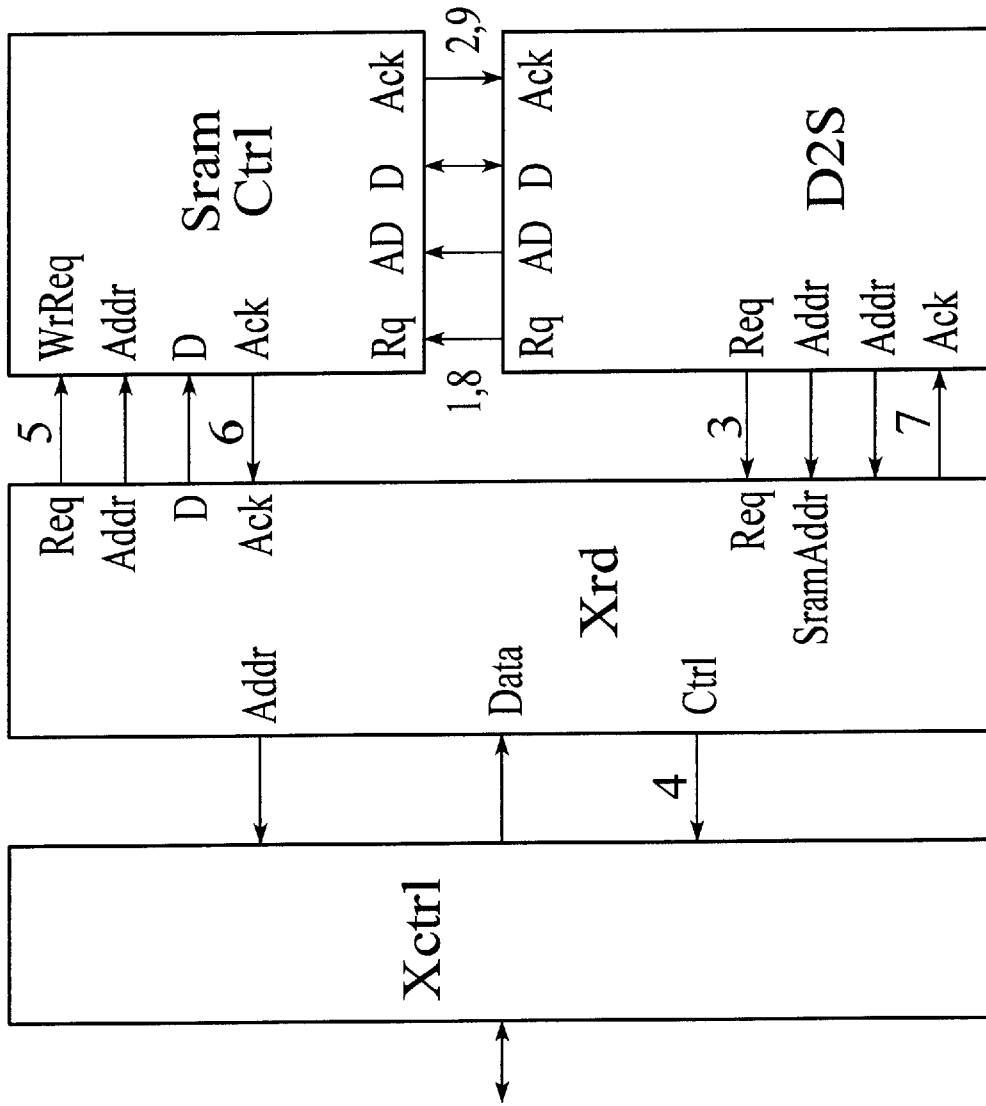 Xctrl
4
Ctrl
Data
Addr
Xrd
SramAddr
Req
Ack
D
Addr
Req
7
3
6
5
Ack
Addr
Addr
Req
Ack
D
Addr
WrReq
Rq
1,8
Rq
AD
AD
D2S
Sram
Ctrl
D
D
Ack
2,9
Ack